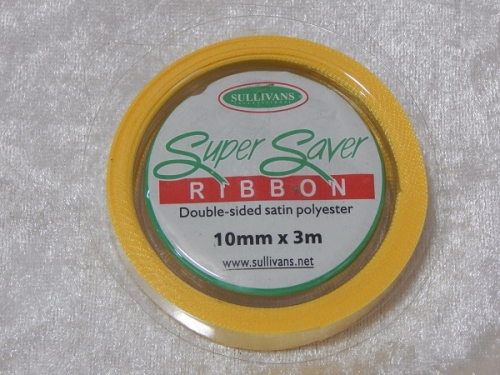 SULLIVANS
Super Saver
RIBBON
Double-sided satin polyester
10mm x 3m
www.sullivans.net